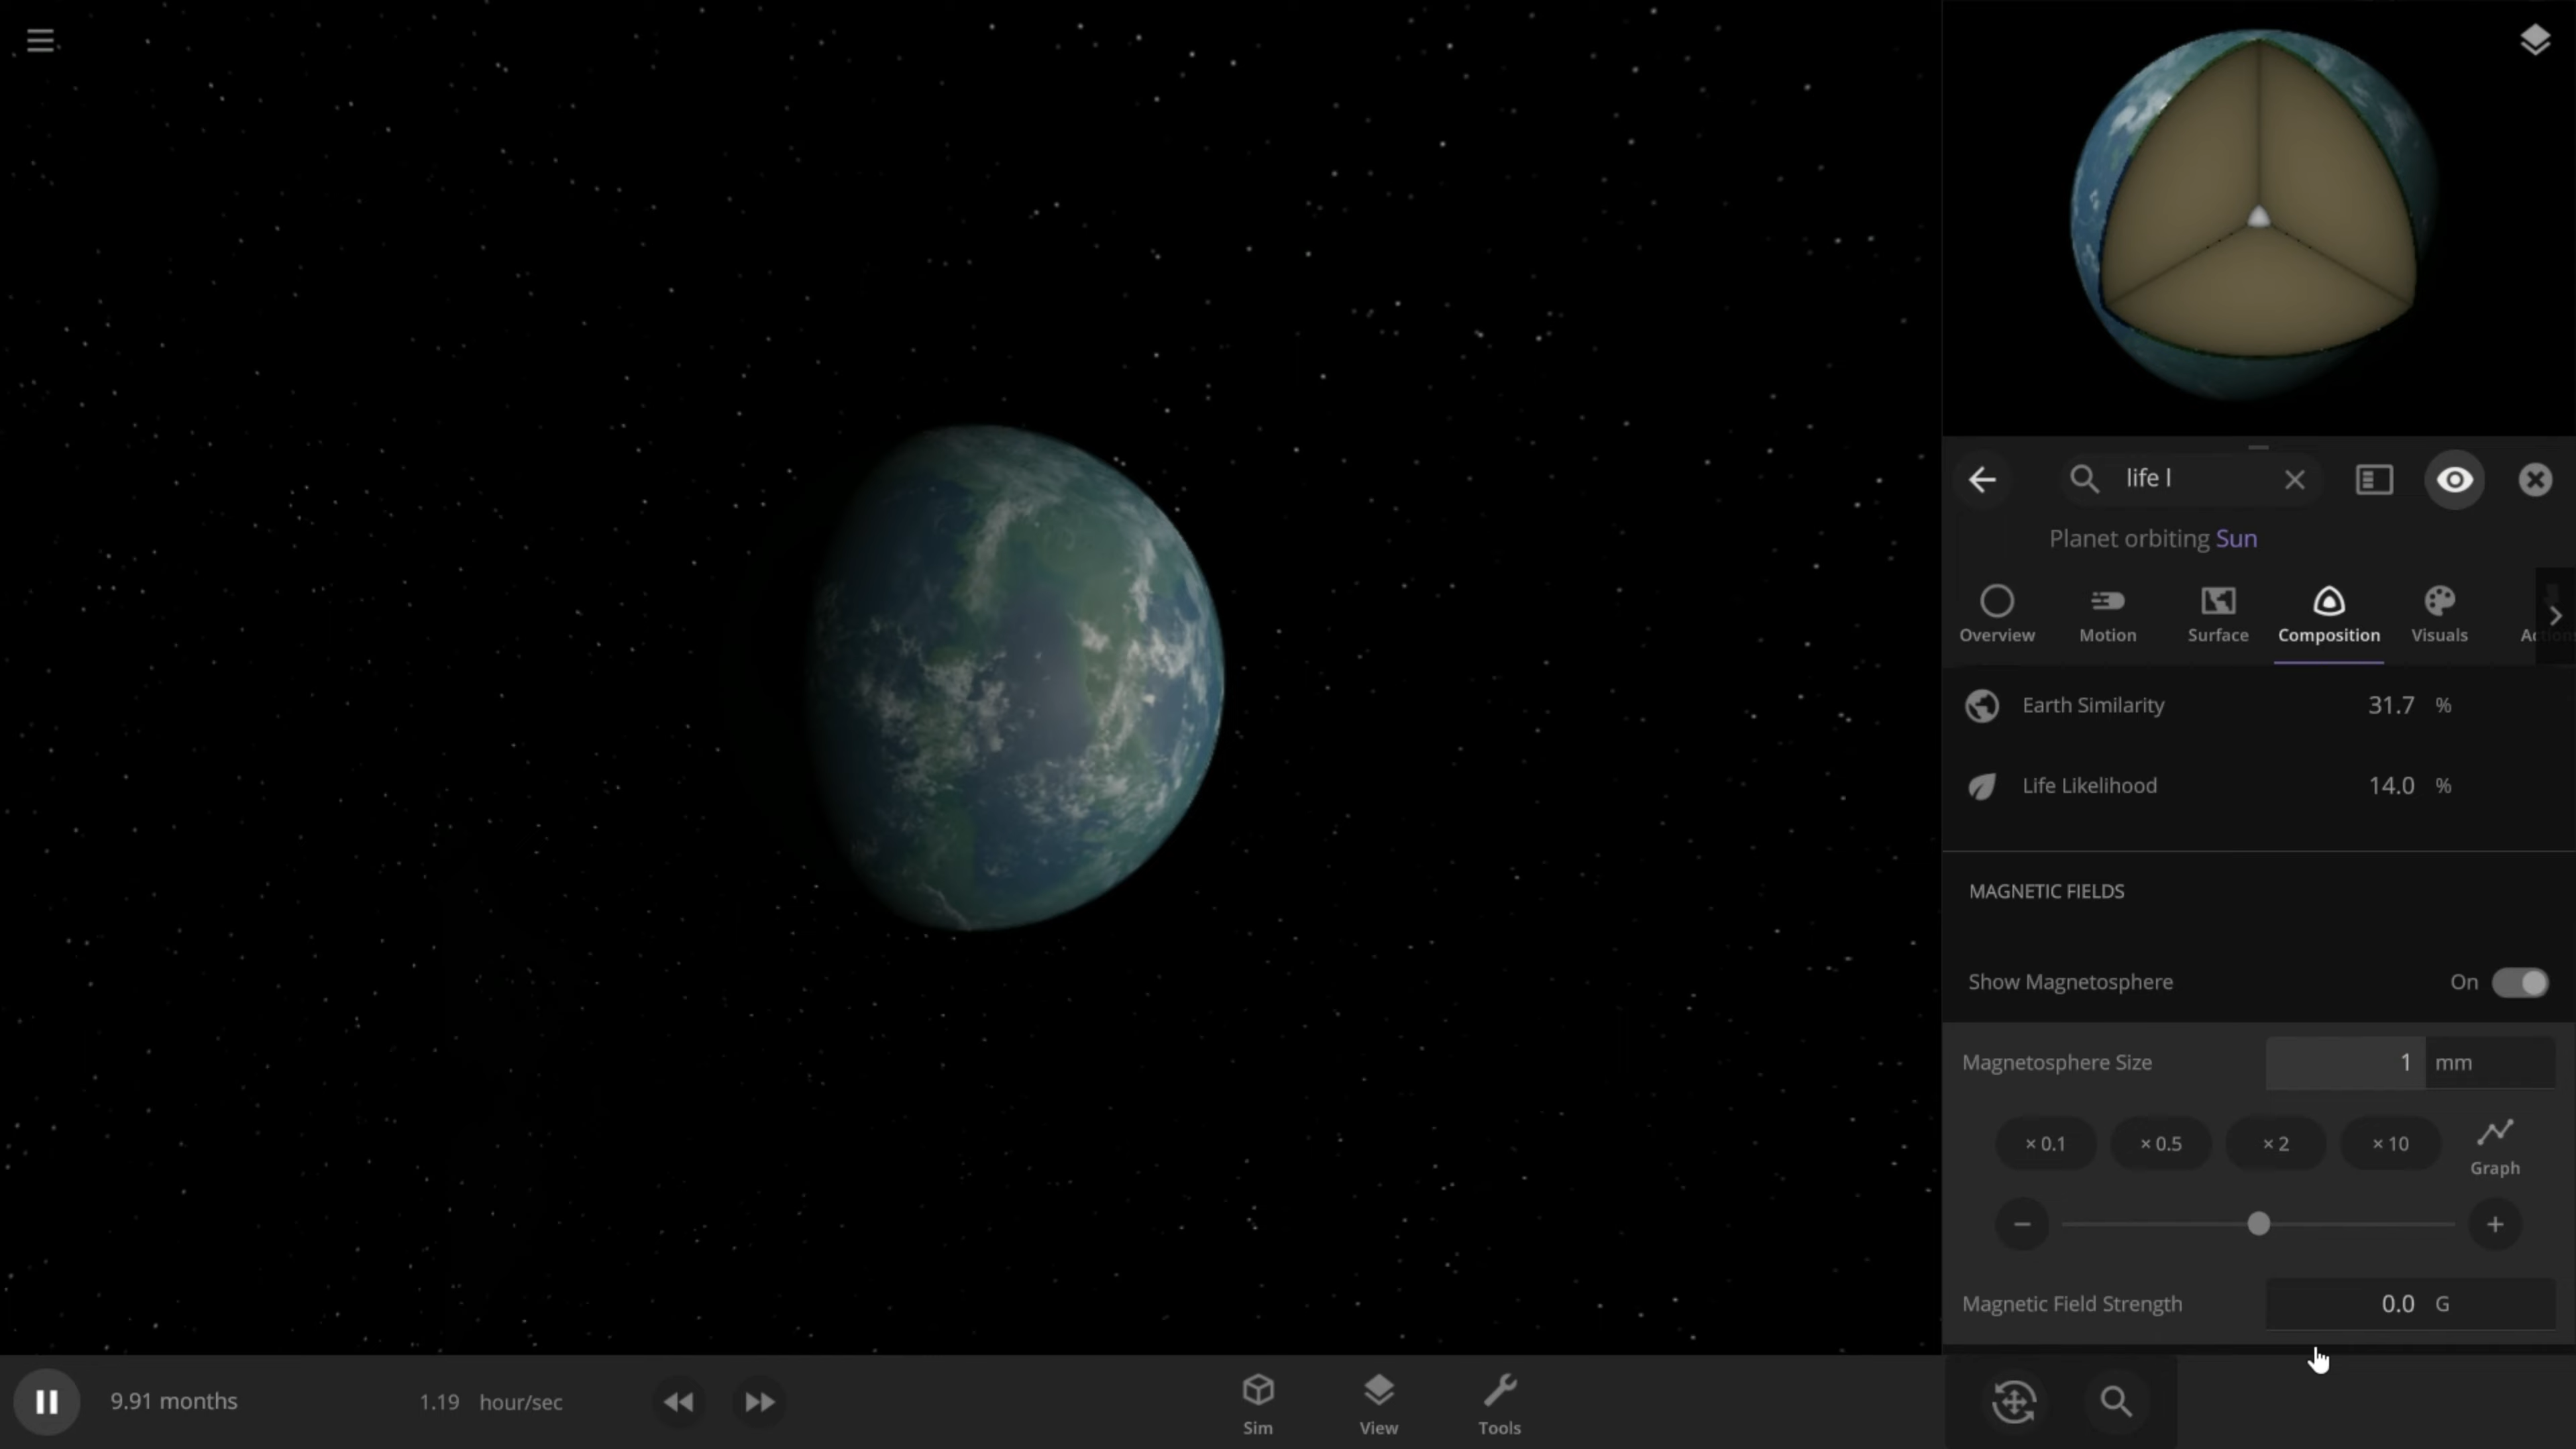 life l
Planet orbiting Sun
Overview Motion Surface Composition Visuals
Earth Similarity 31.7 %
Life Likelihood 14.0 %
MAGNETIC FIELDS
Show Magnetosphere On
Magnetosphere Size 1 mm
× 0.1 × 0.5 × 2 × 10 Graph
Magnetic Field Strength 0.0 G
9.91 months 1.19 hour/sec Sim View Tools